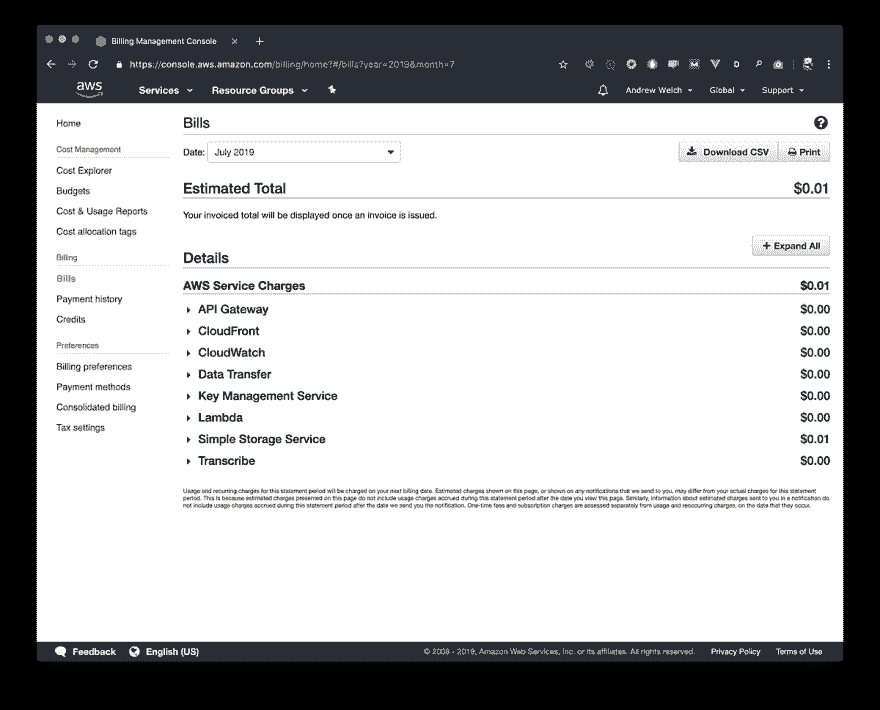 Billing Management Console
https://console.aws.amazon.com/billing/home?#/bills?year=2019&month=7
aws Services Resource Groups Andrew Welch Global Support
Home
Cost Management
Cost Explorer
Budgets
Cost & Usage Reports
Cost allocation tags
Billing
Bills
Payment history
Credits
Preferences
Billing preferences
Payment methods
Consolidated billing
Tax settings
Bills
Date: July 2019 Download CSV Print
Estimated Total $0.01
Your invoiced total will be displayed once an invoice is issued.
+ Expand All
Details
AWS Service Charges $0.01
API Gateway $0.00
CloudFront $0.00
CloudWatch $0.00
Data Transfer $0.00
Key Management Service $0.00
Lambda $0.00
Simple Storage Service $0.01
Transcribe $0.00
Usage and recurring charges for this statement period will be charged on your next billing date. Estimated charges shown on this page, or shown on any notifications that we send to you, may differ from your actual charges for this statement
period. This is because estimated charges presented on this page do not include usage charges accrued during this statement period after the date you view this page. Similarly, information about estimated charges sent to you in a notification do
not include usage charges accrued during this statement period after the date we send you the notification. One-time fees and subscription charges are assessed separately from usage and reoccurring charges, on the date that they occur.
Feedback English (US) © 2008 - 2019, Amazon Web Services, Inc. or its affiliates. All rights reserved. Privacy Policy Terms of Use